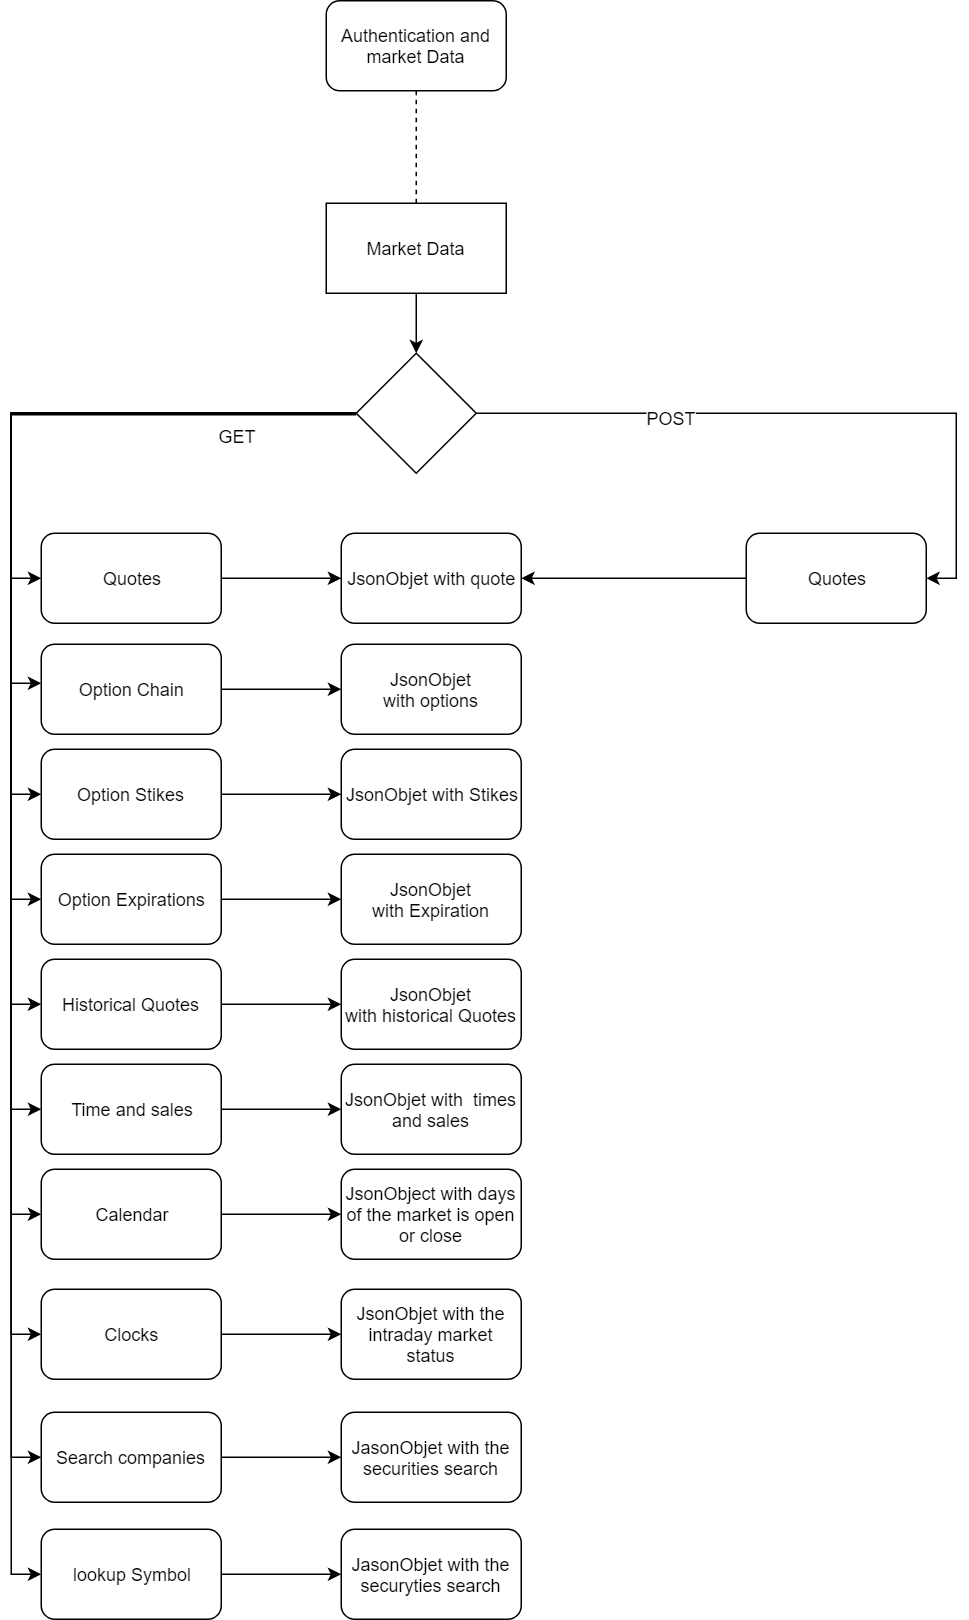 Authentication and
market Data
Market Data
GET
POST
Quotes
JsonObjet with quote
Quotes
Option Chain
JsonObjet
with options
Option Stikes
JsonObjet with Stikes
Option Expirations
JsonObjet
with Expiration
Historical Quotes
JsonObjet
with historical Quotes
Time and sales
JsonObjet with  times
and sales
Calendar
JsonObject with days
of the market is open
or close
Clocks
JsonObjet with the
intraday market
status
Search companies
JasonObjet with the
securities search
lookup Symbol
JasonObjet with the
securyties search